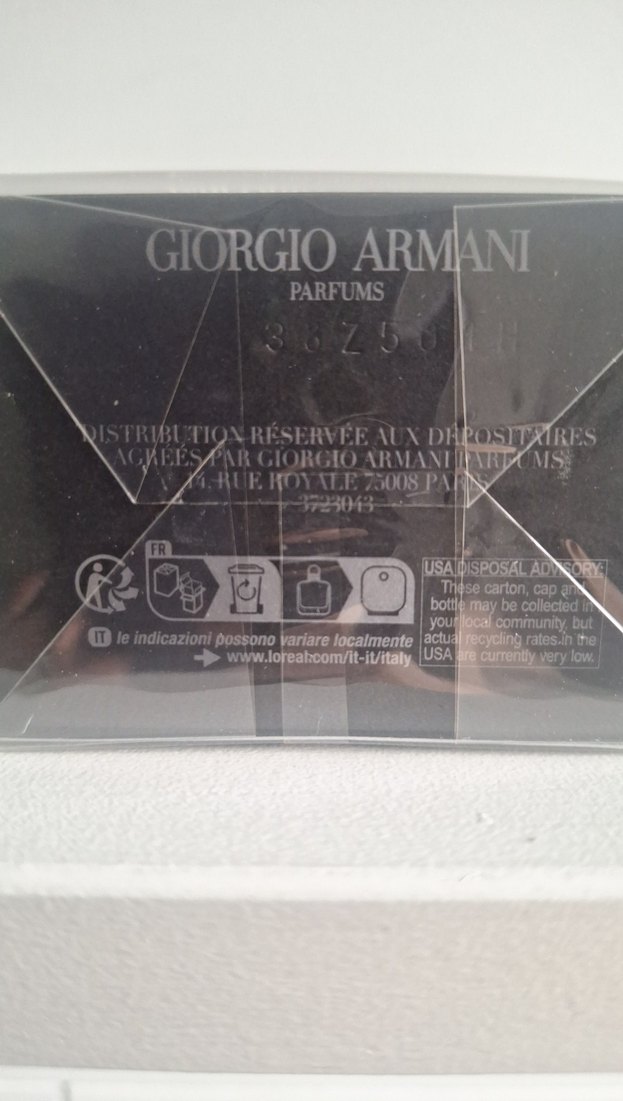 GIORGIO ARMANI
PARFUMS
DISTRIBUTION RÉSERVÉE AUX DÉPOSITAIRES
AGRÉÉS PAR GIORGIO ARMANI PARFUMS
14, RUE ROYALE 75008 PARIS
3723043
FR
IT le indicazioni possono variare localmente
www.loreal.com/it-it/italy
USA DISPOSAL ADVISORY:
These carton, cap and
bottle may be collected in
your local community, but
actual recycling rates in the
USA are currently very low.